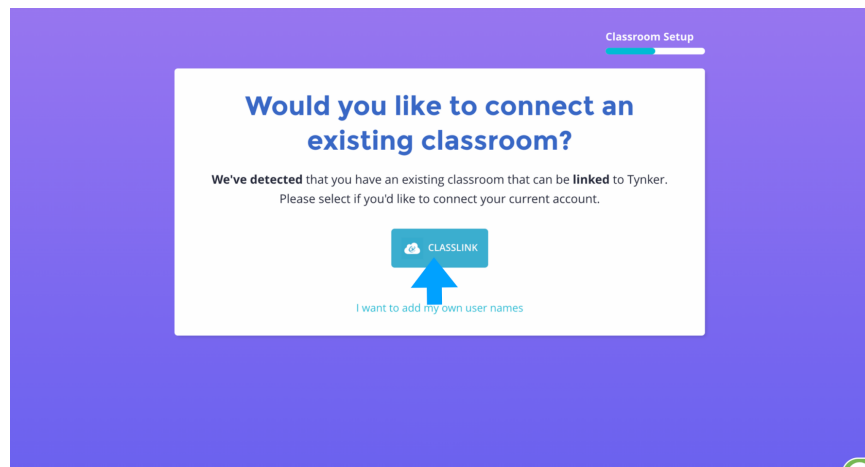 Classroom Setup
Would you like to connect an
existing classroom?
We've detected that you have an existing classroom that can be linked to Tynker.
Please select if you'd like to connect your current account.
CLASSLINK
I want to add my own user names